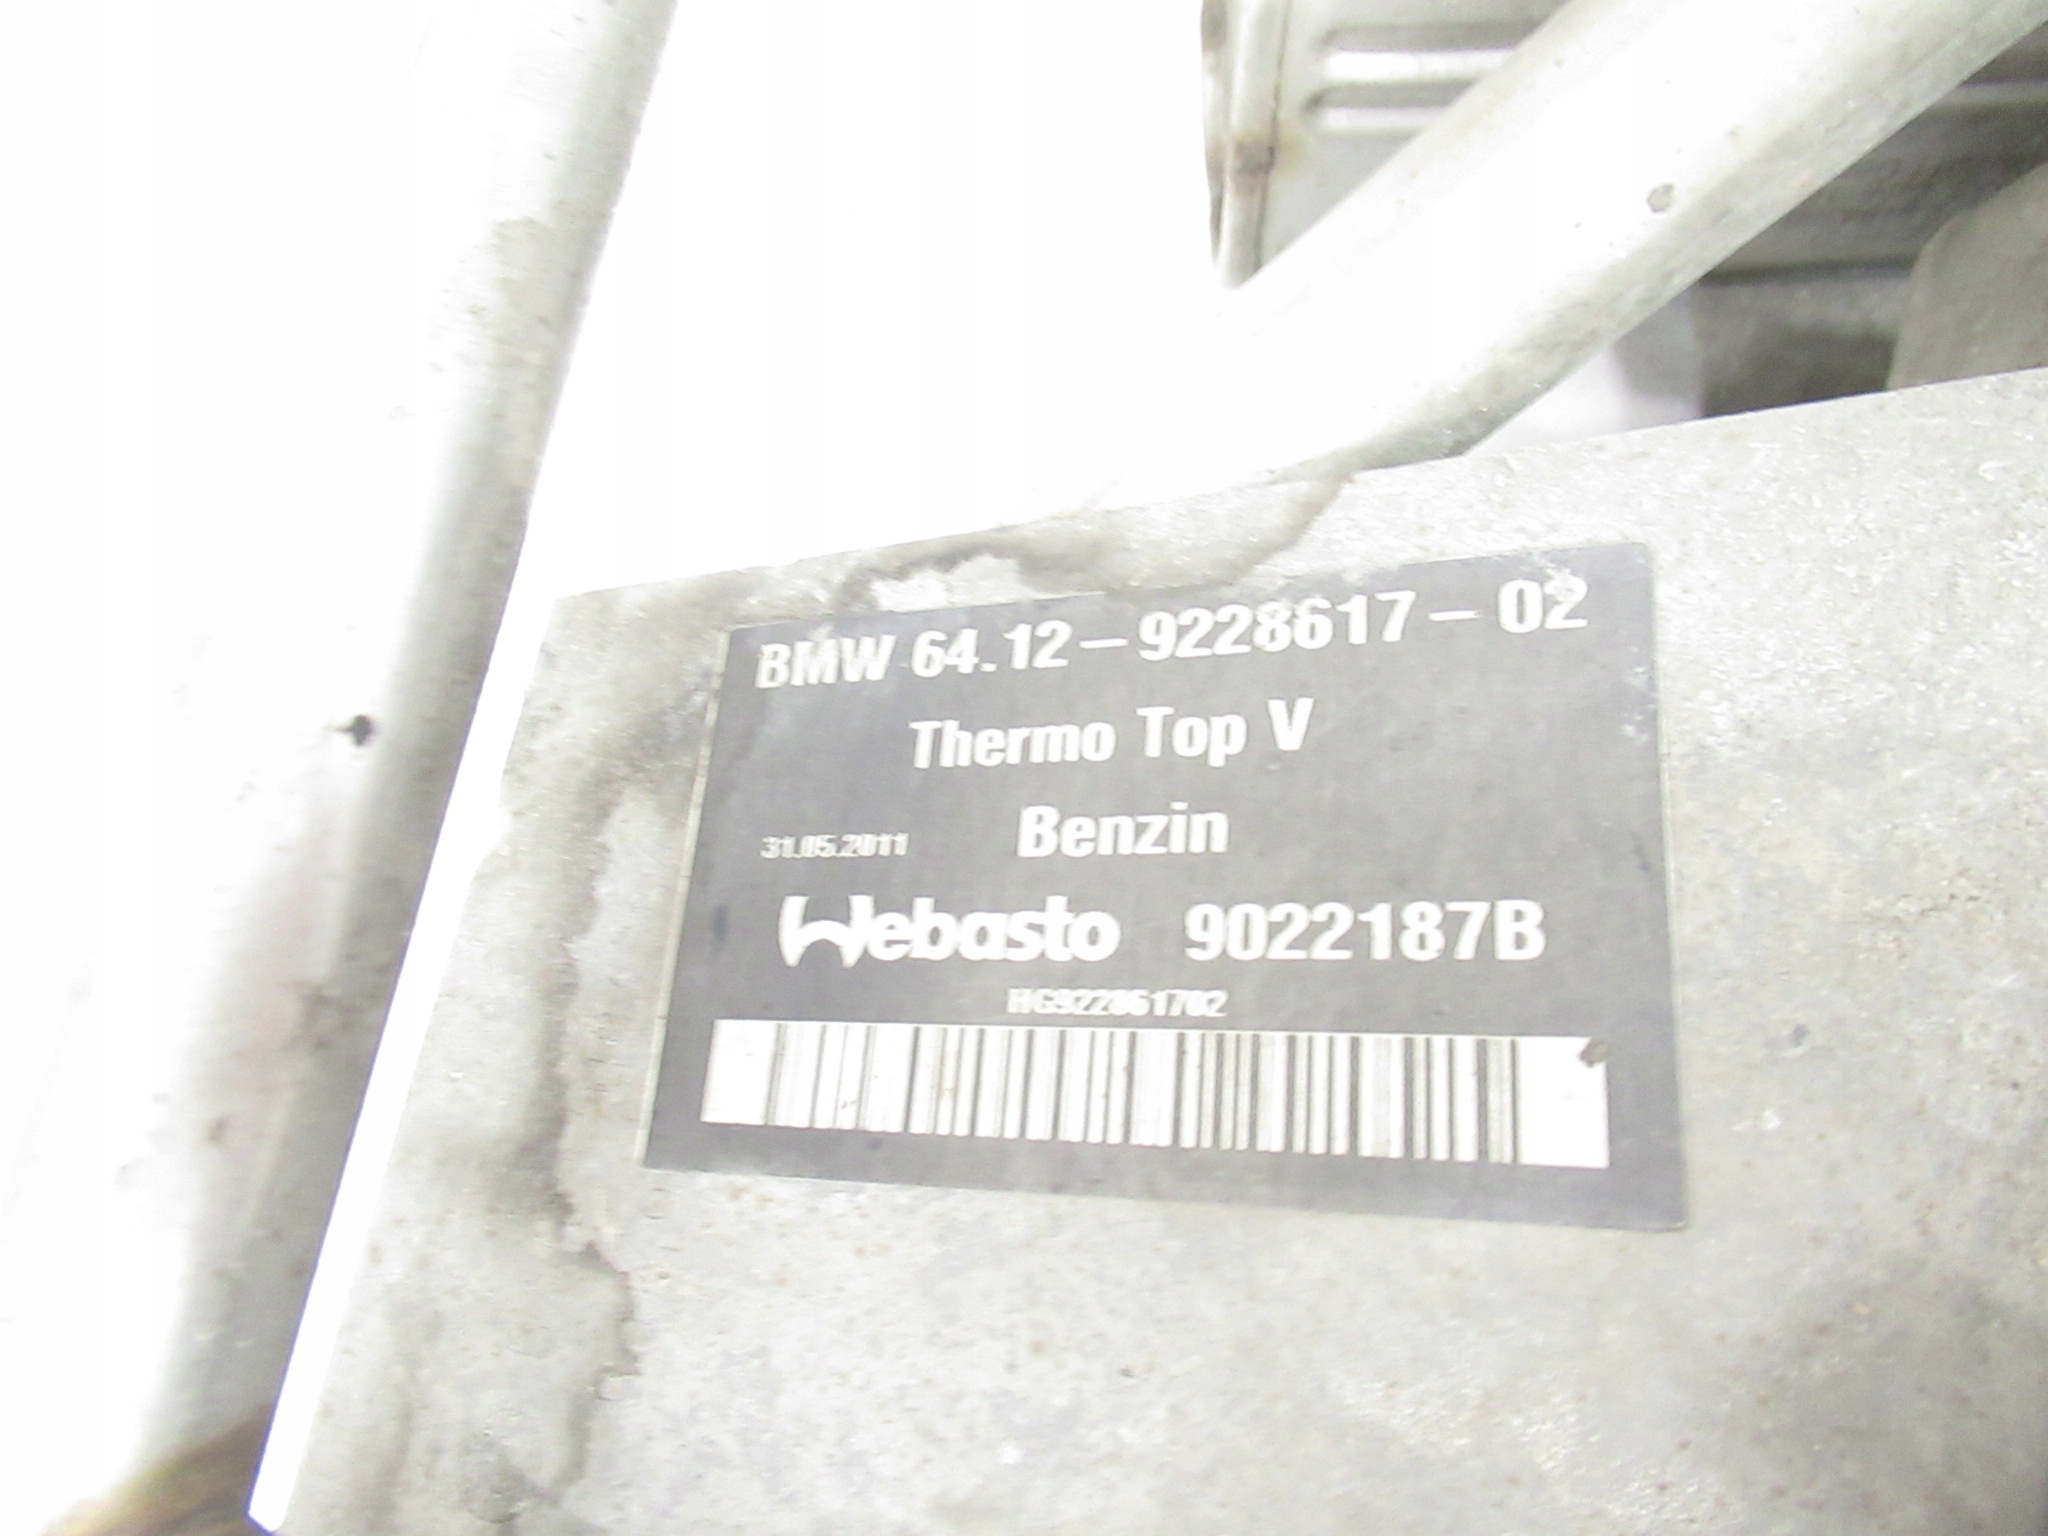 BMW 64.12-9228617-02
Thermo Top V
31.05.2011 Benzin
Webasto 9022187B
HG922861702